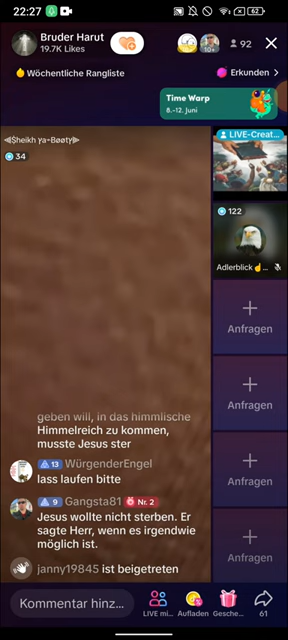 22:27
62
Bruder Harut
19.7K Likes
10+
92
Wöchentliche Rangliste
Erkunden
Time Warp
8.-12. Juni
34
LIVE-Creat...
122
Adlerblick☝️...
Anfragen
Anfragen
Anfragen
Anfragen
geben will, in das himmlische
Himmelreich zu kommen,
musste Jesus ster
13 WürgenderEngel
lass laufen bitte
9 Gangsta81 Nr. 2
Jesus wollte nicht sterben. Er
sagte Herr, wenn es irgendwie
möglich ist.
janny19845 ist beigetreten
Kommentar hinz...
LIVE mi...
Aufladen
Gesche...
61